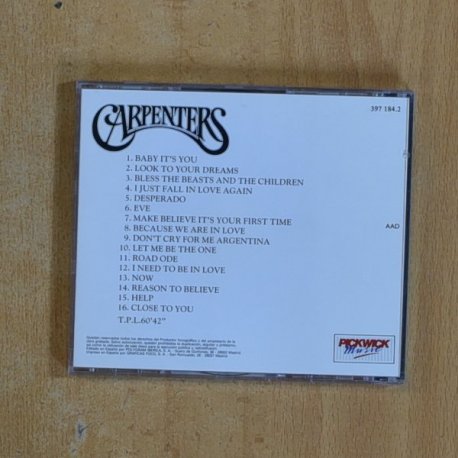 CARPENTERS
397 184.2
1. BABY IT'S YOU
2. LOOK TO YOUR DREAMS
3. BLESS THE BEASTS AND THE CHILDREN
4. I JUST FALL IN LOVE AGAIN
5. DESPERADO
6. EVE
7. MAKE BELIEVE IT'S YOUR FIRST TIME
8. BECAUSE WE ARE IN LOVE
9. DON'T CRY FOR ME ARGENTINA
10. LET ME BE THE ONE
11. ROAD ODE
12. I NEED TO BE IN LOVE
13. NOW
14. REASON TO BELIEVE
15. HELP
16. CLOSE TO YOU
T.P.L.60'42"
AAD
PICKWICK
Music